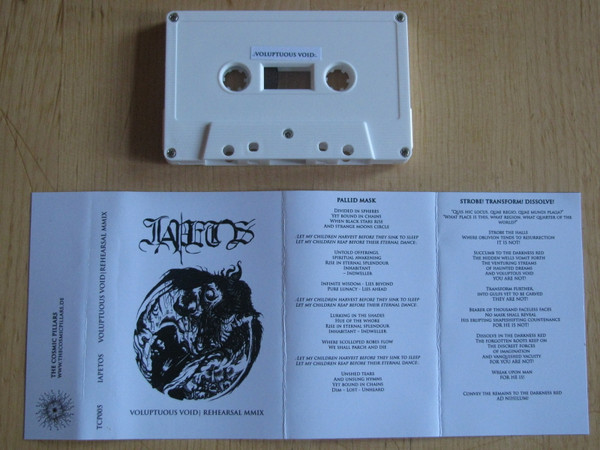 .VOLUPTUOUS VOID.
THE COSMIC PILLARS
WWW.THECOSMICPILLARS.DE
TCP003
IAPETOS
VOLUPTUOUS VOID| REHEARSAL MMIX
IAPETOS
VOLUPTUOUS VOID| REHEARSAL MMIX
PALLID MASK
DIVIDED IN SPHERES
YET BOUND IN CHAINS
WHEN BLACK STARS RISE
AND STRANGE MOONS CIRCLE
LET MY CHILDREN HARVEST BEFORE THEY SINK TO SLEEP
LET MY CHILDREN REAP BEFORE THEIR ETERNAL DANCE.
UNTOLD OFFERINGS,
SPIRITUAL AWAKENING
RISE IN ETERNAL SPLENDOUR
INHABITANT
- INDWELLER
INFINITE WISDOM - LIES BEYOND
PURE LUNACY - LIES AHEAD
LET MY CHILDREN HARVEST BEFORE THEY SINK TO SLEEP
LET MY CHILDREN REAP BEFORE THEIR ETERNAL DANCE.
LURKING IN THE SHADES
HUE OF THE WHORE
RISE IN ETERNAL SPLENDOUR
INHABITANT - INDWELLER
WHERE SCOLLOPED ROBES FLOW
WE SHALL PARCH AND DIE
LET MY CHILDREN HARVEST BEFORE THEY SINK TO SLEEP
LET MY CHILDREN REAP BEFORE THEIR ETERNAL DANCE.
UNSHED TEARS
AND UNSUNG HYMNS
YET BOUND IN CHAINS
DIM - LOST - UNHEARD
STROBE! TRANSFORM! DISSOLVE!
"QUIS HIC LOCUS, QUAE REGIO, QUAE MUNDI PLAGA?"
"WHAT PLACE IS THIS, WHAT REGION, WHAT QUARTER OF THE
WORLD?"
STROBE THE HALLS
WHERE OBLIVION TENDS TO RESURRECTION
IT IS NOT!
SUCCUMB TO THE DARKNESS RED
THE HIDDEN WELLS VOMIT FORTH
THE VENTURING STREAMS
OF HAUNTED DREAMS
AND VOLUPTUOUS VOID
YOU ARE NOT!
TRANSFORM FURTHER,
INTO GULFS YET TO BE CARVED
THEY ARE NOT!
BEARER OF THOUSAND FACELESS FACES
NO MASK SHALL REVEAL
HIS ERUPTING SHAPESHIFTING COUNTENANCE
FOR HE IS NOT!
DISSOLVE IN THE DARKNESS RED
THE FORGOTTEN ROOTS KEEP ON
THE DISCREET FORCES
OF IMAGINATION
AND VANQUISHED FACULTY
FOR YOU ARE NOT!
WREAK UPON MAN
FOR HE IS!
CONVEY THE REMAINS TO THE DARKNESS RED
AD NIHILUM!